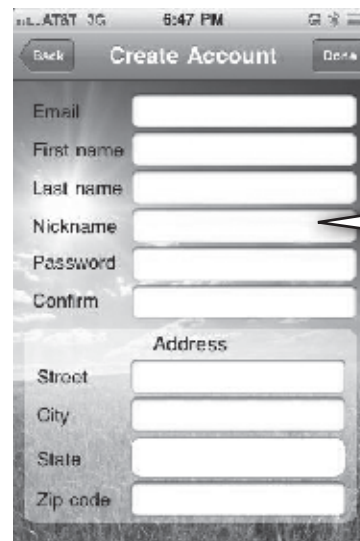 AT&T 3G 6:47 PM
Back Create Account Done
Email
First name
Last name
Nickname
Password
Confirm
Address
Street
City
State
Zip code